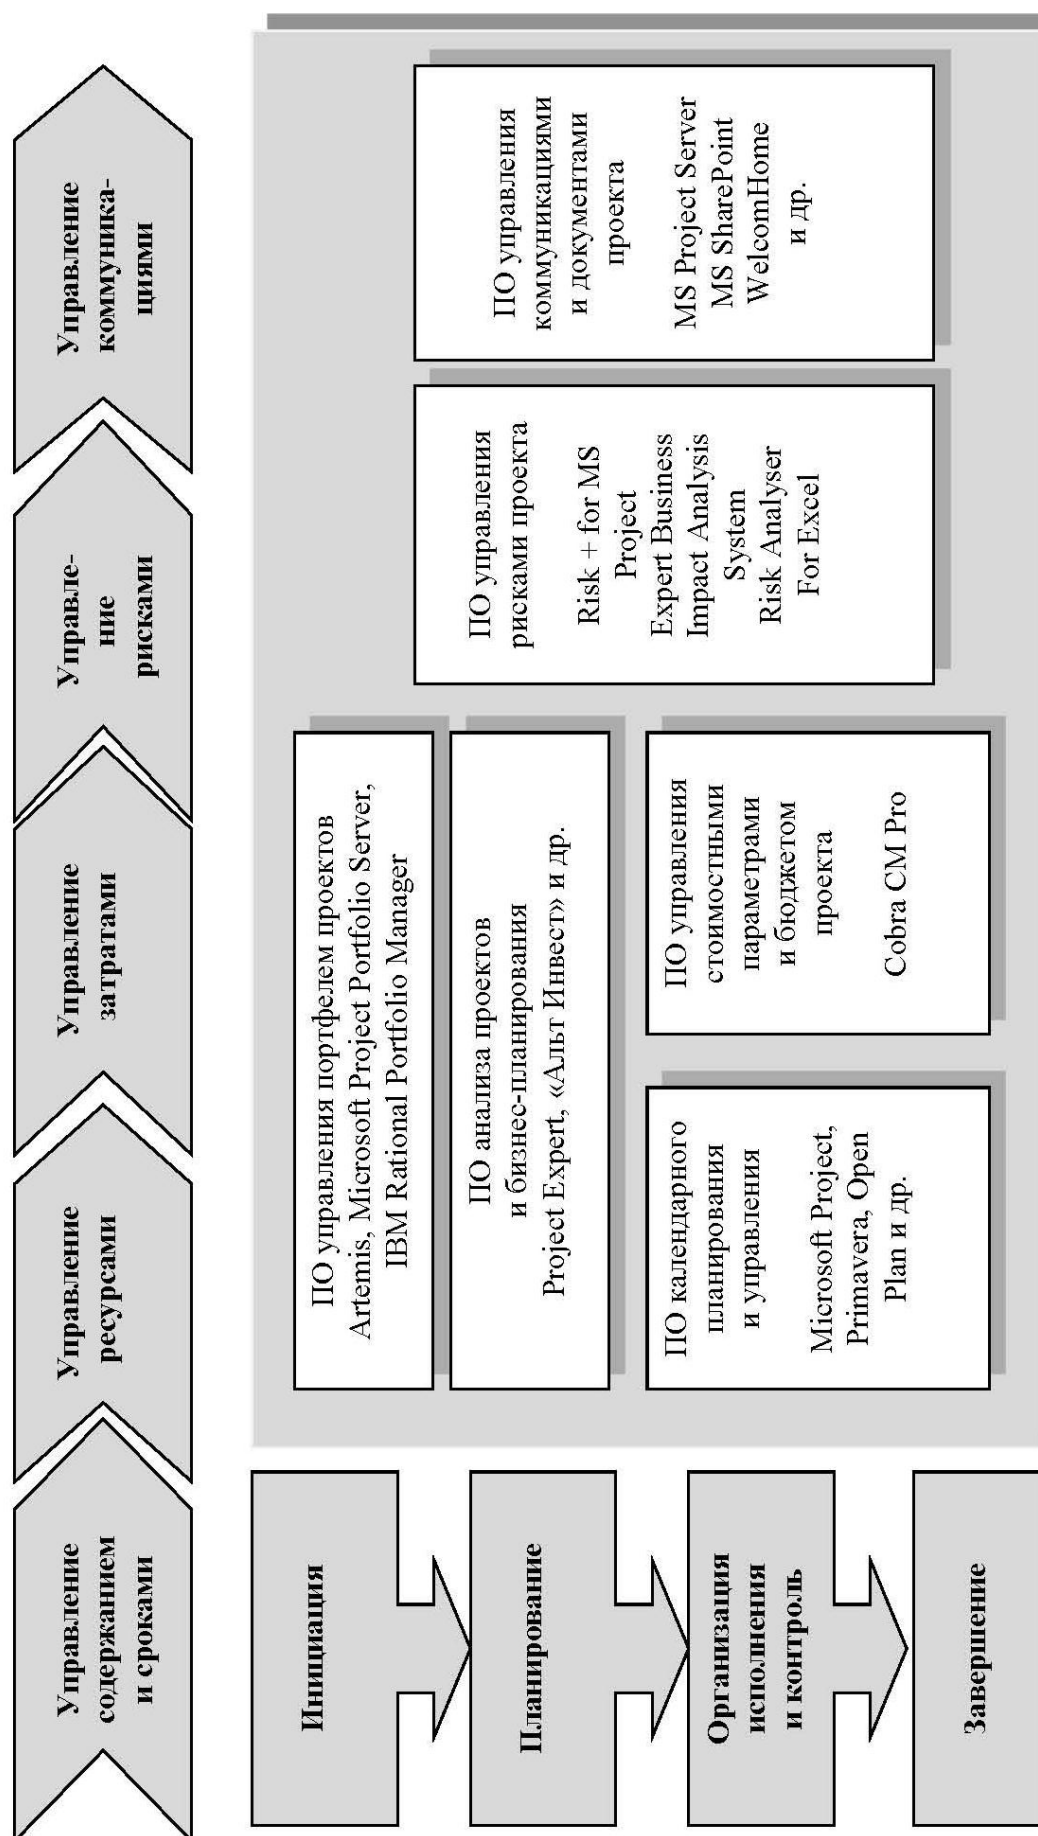 Управление
содержанием
и сроками
Управление
ресурсами
Управление
затратами
Управле-
ние
рисками
Управление
коммуника-
циями
Инициация
Планирование
Организация
исполнения
и контроль
Завершение
ПО управления портфелем проектов
Artemis, Microsoft Project Portfolio Server,
IBM Rational Portfolio Manager
ПО анализа проектов
и бизнес-планирования
Project Expert, «Альт Инвест» и др.
ПО календарного
планирования
и управления
Microsoft Project,
Primavera, Open
Plan и др.
ПО управления
стоимостными
параметрами
и бюджетом
проекта
Cobra CM Pro
ПО управления
рисками проекта
Risk + for MS
Project
Expert Business
Impact Analysis
System
Risk Analyser
For Excel
ПО управления
коммуникациями
и документами
проекта
MS Project Server
MS SharePoint
WelcomHome
и др.